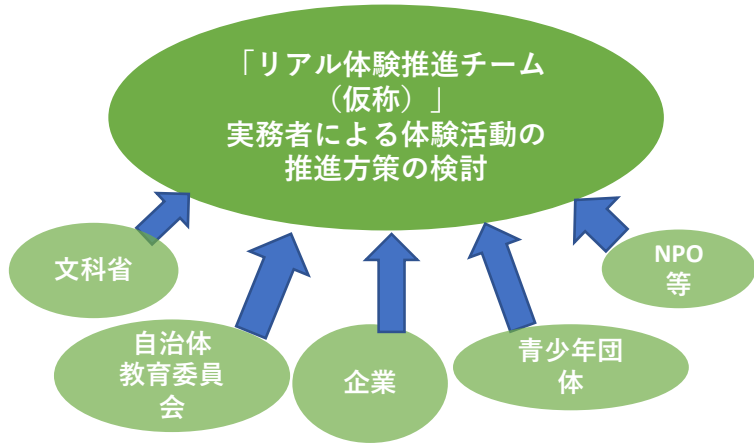 「リアル体験推進チーム
（仮称）」
実務者による体験活動の
推進方策の検討
文科省
自治体
教育委員
会
企業
青少年団
体
NPO
等